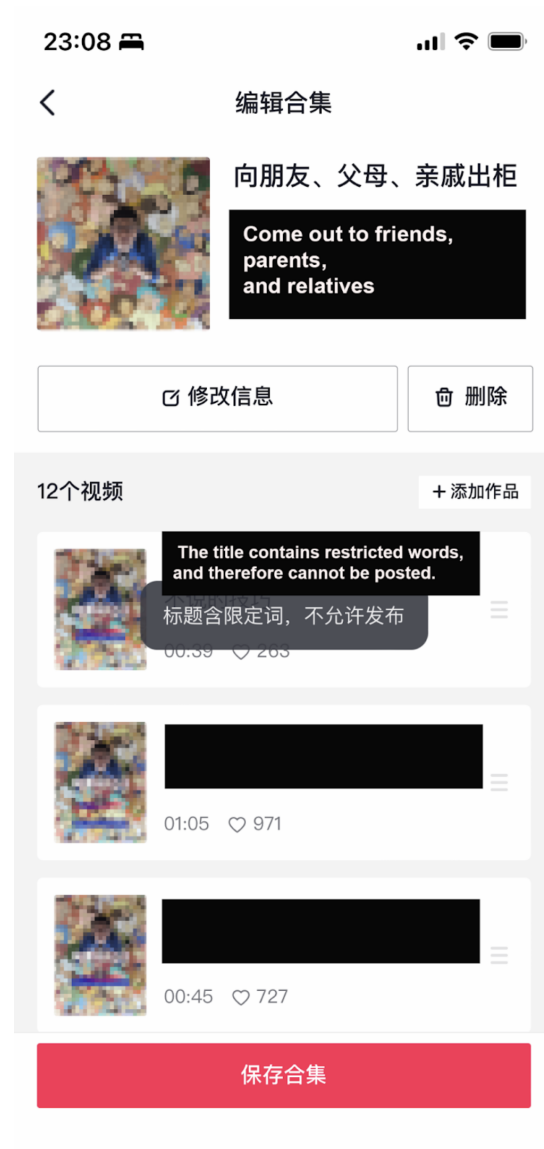 23:08
编辑合集
向朋友、父母、亲戚出柜
Come out to friends,
parents,
and relatives
修改信息
删除
12个视频
+添加作品
The title contains restricted words,
and therefore cannot be posted.
标题含限定词，不允许发布
00:39 263
01:05 971
00:45 727
保存合集